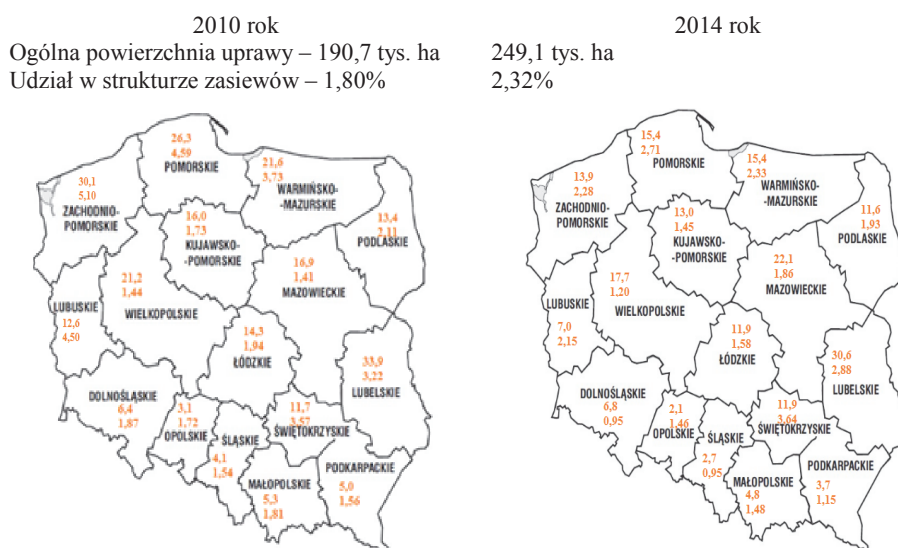 2010 rok
Ogólna powierzchnia uprawy – 190,7 tys. ha
Udział w strukturze zasiewów – 1,80%
26,3
4,59
POMORSKIE
21,6
3,73
WARMIŃSKO-
-MAZURSKIE
30,1
5,10
ZACHODNIO-
POMORSKIE
16,0
1,73
KUJAWSKO-
-POMORSKIE
13,4
2,11
PODLASKIE
16,9
1,41
MAZOWIECKIE
21,2
1,44
WIELKOPOLSKIE
LUBUSKIE
12,6
4,50
14,3
1,94
ŁÓDZKIE
33,9
3,22
LUBELSKIE
DOLNOŚLĄSKIE
6,4
1,87
3,1
1,72
OPOLSKIE
ŚLĄSKIE
4,1
1,54
11,7
3,57
ŚWIĘTOKRZYSKIE
MAŁOPOLSKIE
5,3
1,81
PODKARPACKIE
5,0
1,56
2014 rok
249,1 tys. ha
2,32%
15,4
2,71
POMORSKIE
15,4
2,33
WARMIŃSKO-
-MAZURSKIE
13,9
2,28
ZACHODNIO-
POMORSKIE
13,0
1,45
KUJAWSKO-
-POMORSKIE
11,6
1,93
PODLASKIE
22,1
1,86
MAZOWIECKIE
17,7
1,20
WIELKOPOLSKIE
LUBUSKIE
7,0
2,15
11,9
1,58
ŁÓDZKIE
30,6
2,88
LUBELSKIE
DOLNOŚLĄSKIE
6,8
0,95
2,1
1,46
OPOLSKIE
ŚLĄSKIE
2,7
0,95
11,9
3,64
ŚWIĘTOKRZYSKIE
MAŁOPOLSKIE
4,8
1,48
PODKARPACKIE
3,7
1,15